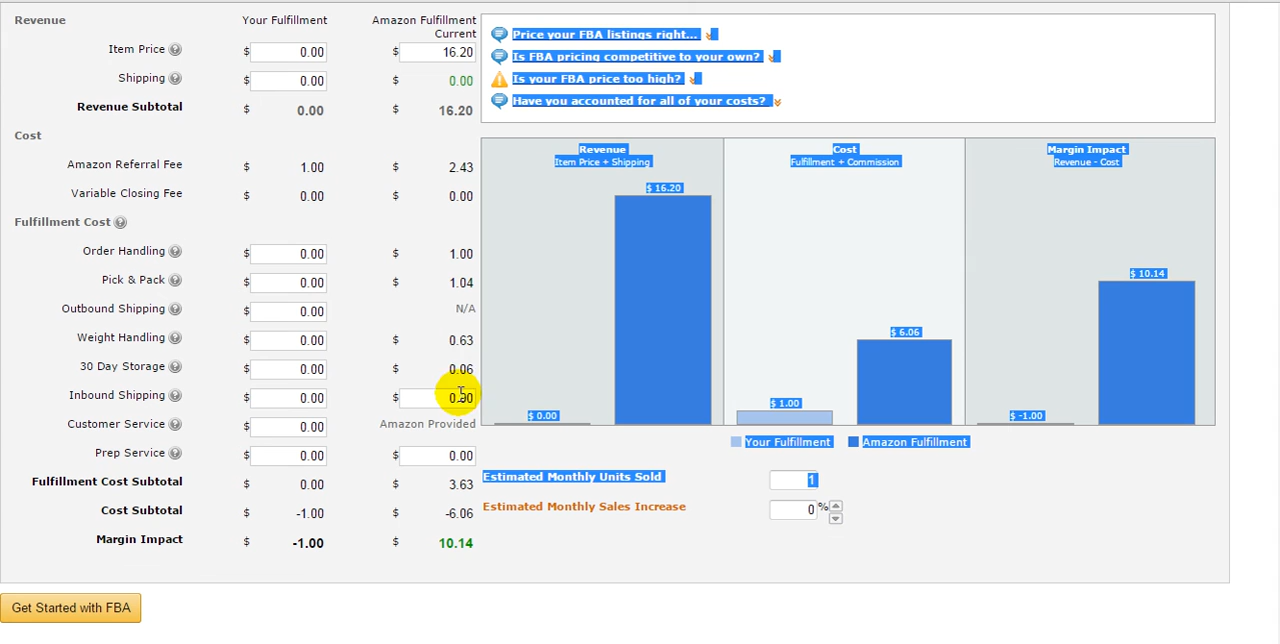 Revenue Your Fulfillment Amazon Fulfillment
Current
Item Price $ 0.00 $ 16.20
Shipping $ 0.00 $ 0.00
Revenue Subtotal $ 0.00 $ 16.20
Cost
Amazon Referral Fee $ 1.00 $ 2.43
Variable Closing Fee $ 0.00 $ 0.00
Fulfillment Cost
Order Handling $ 0.00 $ 1.00
Pick & Pack $ 0.00 $ 1.04
Outbound Shipping $ 0.00 N/A
Weight Handling $ 0.00 $ 0.63
30 Day Storage $ 0.00 $ 0.06
Inbound Shipping $ 0.00 $ 0.00
Customer Service $ 0.00 Amazon Provided
Prep Service $ 0.00 $ 0.00
Fulfillment Cost Subtotal $ 0.00 $ 3.63
Cost Subtotal $ -1.00 $ -6.06
Margin Impact $ -1.00 $ 10.14
Get Started with FBA
Price your FBA listings right...
Is FBA pricing competitive to your own?
Is your FBA price too high?
Have you accounted for all of your costs?
Revenue
Item Price + Shipping
$ 16.20
$ 0.00
Cost
Fulfillment + Commission
$ 6.06
$ 1.00
Margin Impact
Revenue - Cost
$ 10.14
$ -1.00
Your Fulfillment Amazon Fulfillment
Estimated Monthly Units Sold 1
Estimated Monthly Sales Increase 0 %